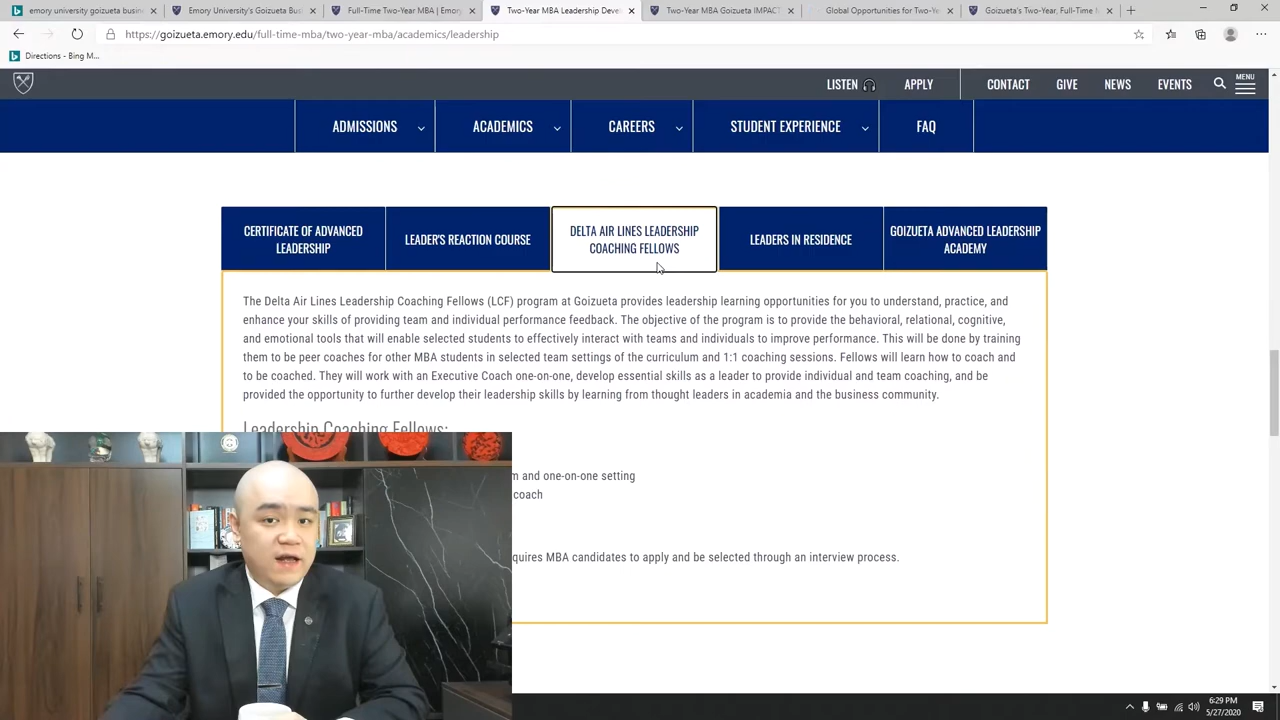 emory university goizueta busin
Emory University's Goizueta Bus
Full-Time MBA | Emory
Two-Year MBA Leadership Deve
Two-Year MBA Goizueta IMPACT
Global Opportunities for Two-Ye
Goizueta's Two-Year, Full-Time M
https://goizueta.emory.edu/full-time-mba/two-year-mba/academics/leadership
Directions - Bing M...
LISTEN
APPLY
CONTACT
GIVE
NEWS
EVENTS
MENU
ADMISSIONS
ACADEMICS
CAREERS
STUDENT EXPERIENCE
FAQ
CERTIFICATE OF ADVANCED
LEADERSHIP
LEADER'S REACTION COURSE
DELTA AIR LINES LEADERSHIP
COACHING FELLOWS
LEADERS IN RESIDENCE
GOIZUETA ADVANCED LEADERSHIP
ACADEMY
The Delta Air Lines Leadership Coaching Fellows (LCF) program at Goizueta provides leadership learning opportunities for you to understand, practice, and
enhance your skills of providing team and individual performance feedback. The objective of the program is to provide the behavioral, relational, cognitive,
and emotional tools that will enable selected students to effectively interact with teams and individuals to improve performance. This will be done by training
them to be peer coaches for other MBA students in selected team settings of the curriculum and 1:1 coaching sessions. Fellows will learn how to coach and
to be coached. They will work with an Executive Coach one-on-one, develop essential skills as a leader to provide individual and team coaching, and be
provided the opportunity to further develop their leadership skills by learning from thought leaders in academia and the business community.
Leadership Coaching Fellows:
m and one-on-one setting
coach
quires MBA candidates to apply and be selected through an interview process.
6:29 PM
5/27/2020